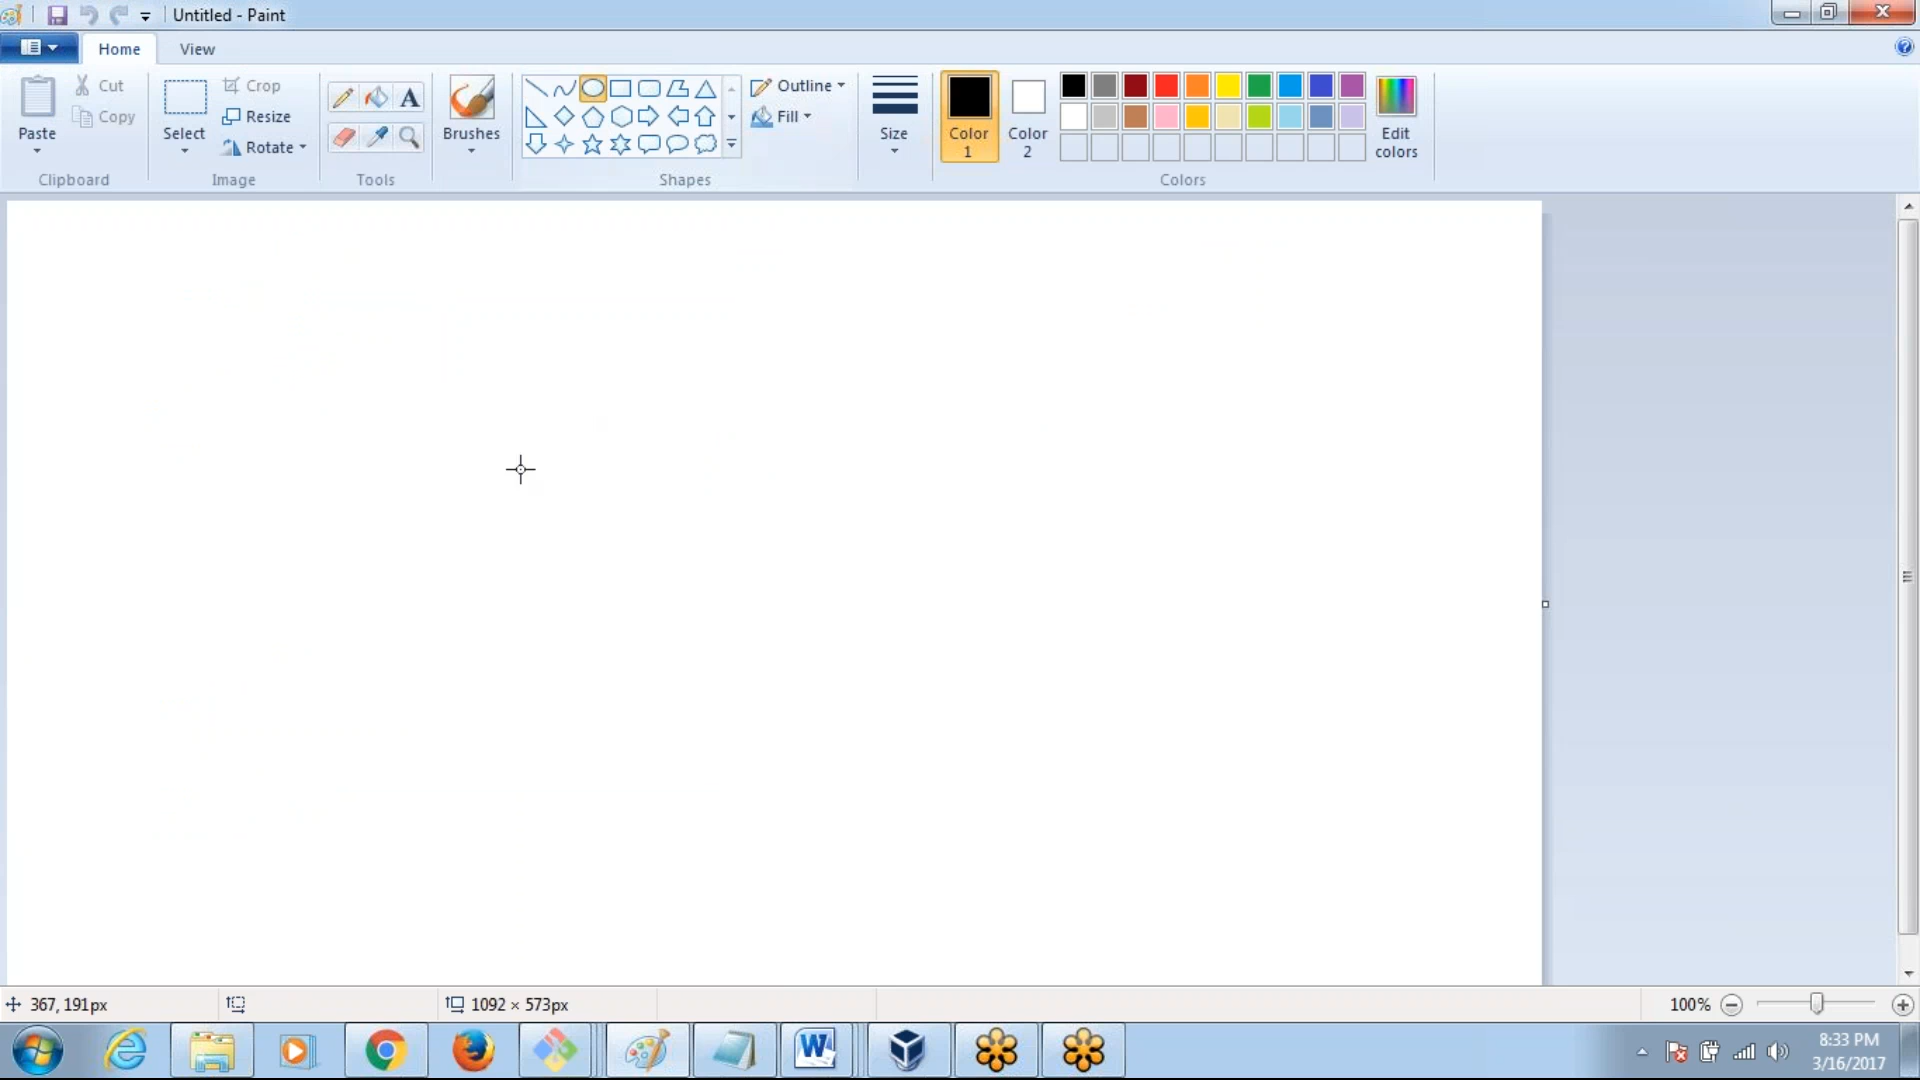 Untitled - Paint
Home View
Paste
Cut
Copy
Clipboard
Select
Crop
Resize
Rotate
Image
A
Tools
Brushes
Shapes
Outline
Fill
Size
Color 1
Color 2
Edit colors
Colors
367, 191px
1092 × 573px
100%
W
8:33 PM
3/16/2017